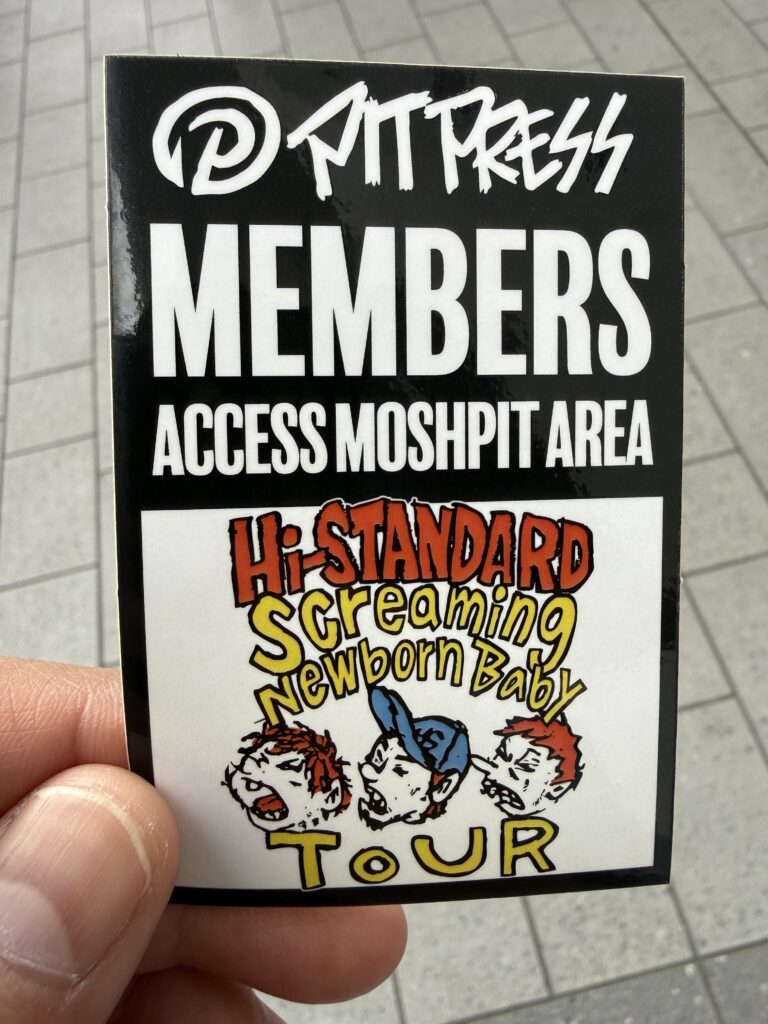 P PIT PRESS
MEMBERS
ACCESS MOSHPIT AREA
Hi-STANDARD
Screaming
Newborn Baby
TOUR